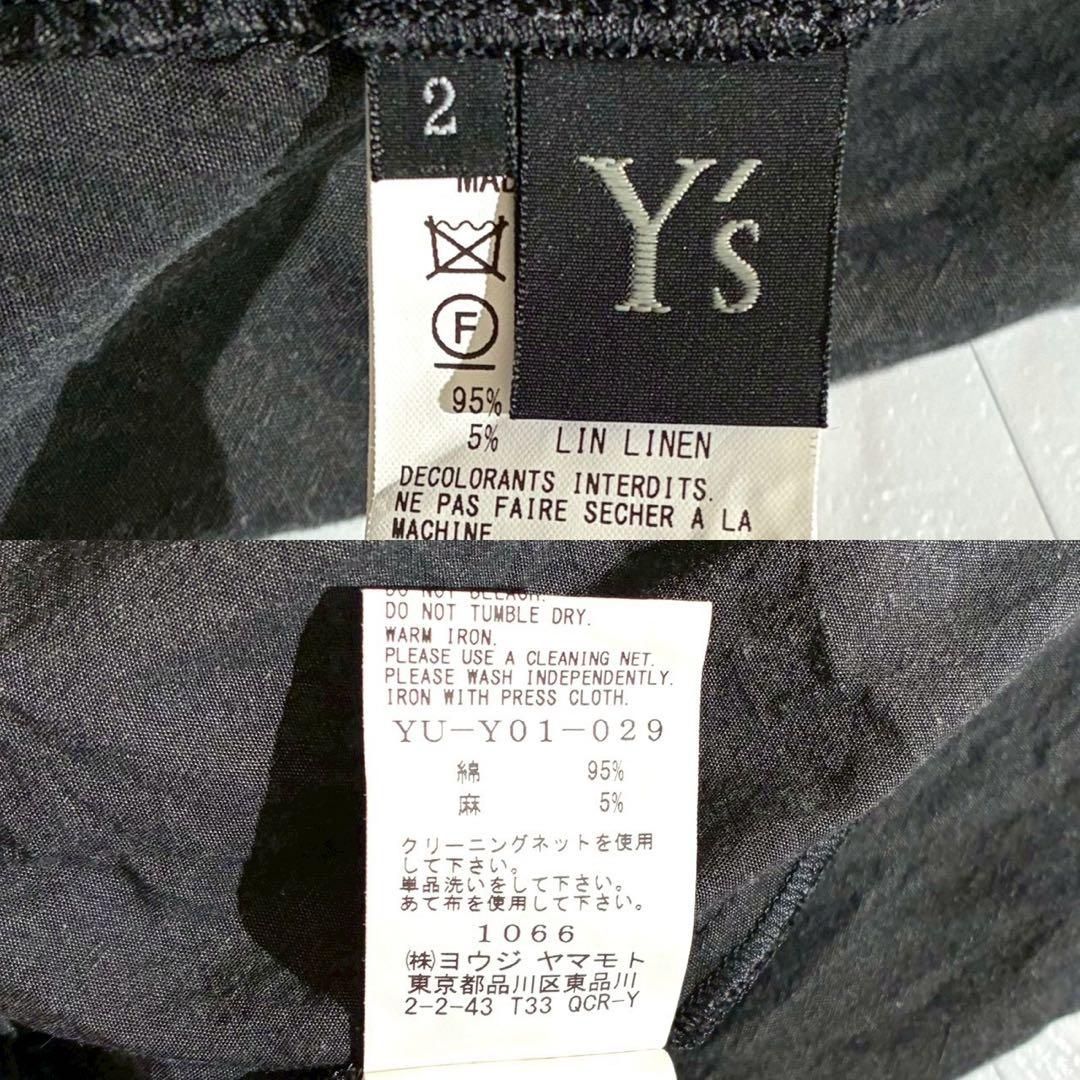 2
Y's
MAD
F
95%
5% LIN LINEN
DECOLORANTS INTERDITS.
NE PAS FAIRE SECHER A LA
MACHINE
DO NOT BLEACH.
DO NOT TUMBLE DRY.
WARM IRON.
PLEASE USE A CLEANING NET.
PLEASE WASH INDEPENDENTLY.
IRON WITH PRESS CLOTH.
YU-Y01-029
綿 95%
麻 5%
クリーニングネットを使用
して下さい。
単品洗いをして下さい。
あて布を使用して下さい。
1066
㈱ヨウジ ヤマモト
東京都品川区東品川
2-2-43 T33 QCR-Y